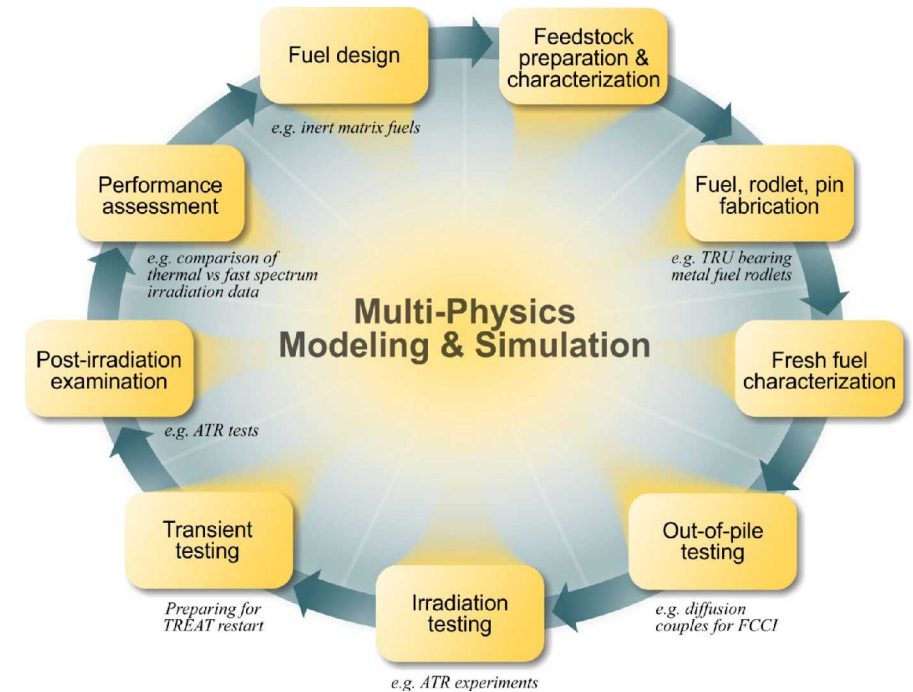 Fuel design
e.g. inert matrix fuels
Feedstock
preparation &
characterization
Fuel, rodlet, pin
fabrication
e.g. TRU bearing
metal fuel rodlets
Fresh fuel
characterization
Out-of-pile
testing
e.g. diffusion
couples for FCCI
Irradiation
testing
e.g. ATR experiments
Transient
testing
Preparing for
TREAT restart
Post-irradiation
examination
e.g. ATR tests
Performance
assessment
e.g. comparison of
thermal vs fast spectrum
irradiation data
Multi-Physics
Modeling & Simulation